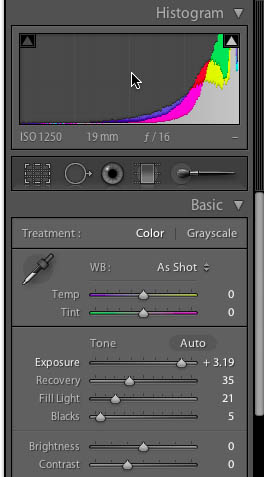 Histogram
ISO 1250 19 mm ƒ / 16 –
Basic
Treatment : Color | Grayscale
WB : As Shot
Temp 0
Tint 0
Tone Auto
Exposure + 3.19
Recovery 35
Fill Light 21
Blacks 5
Brightness 0
Contrast 0